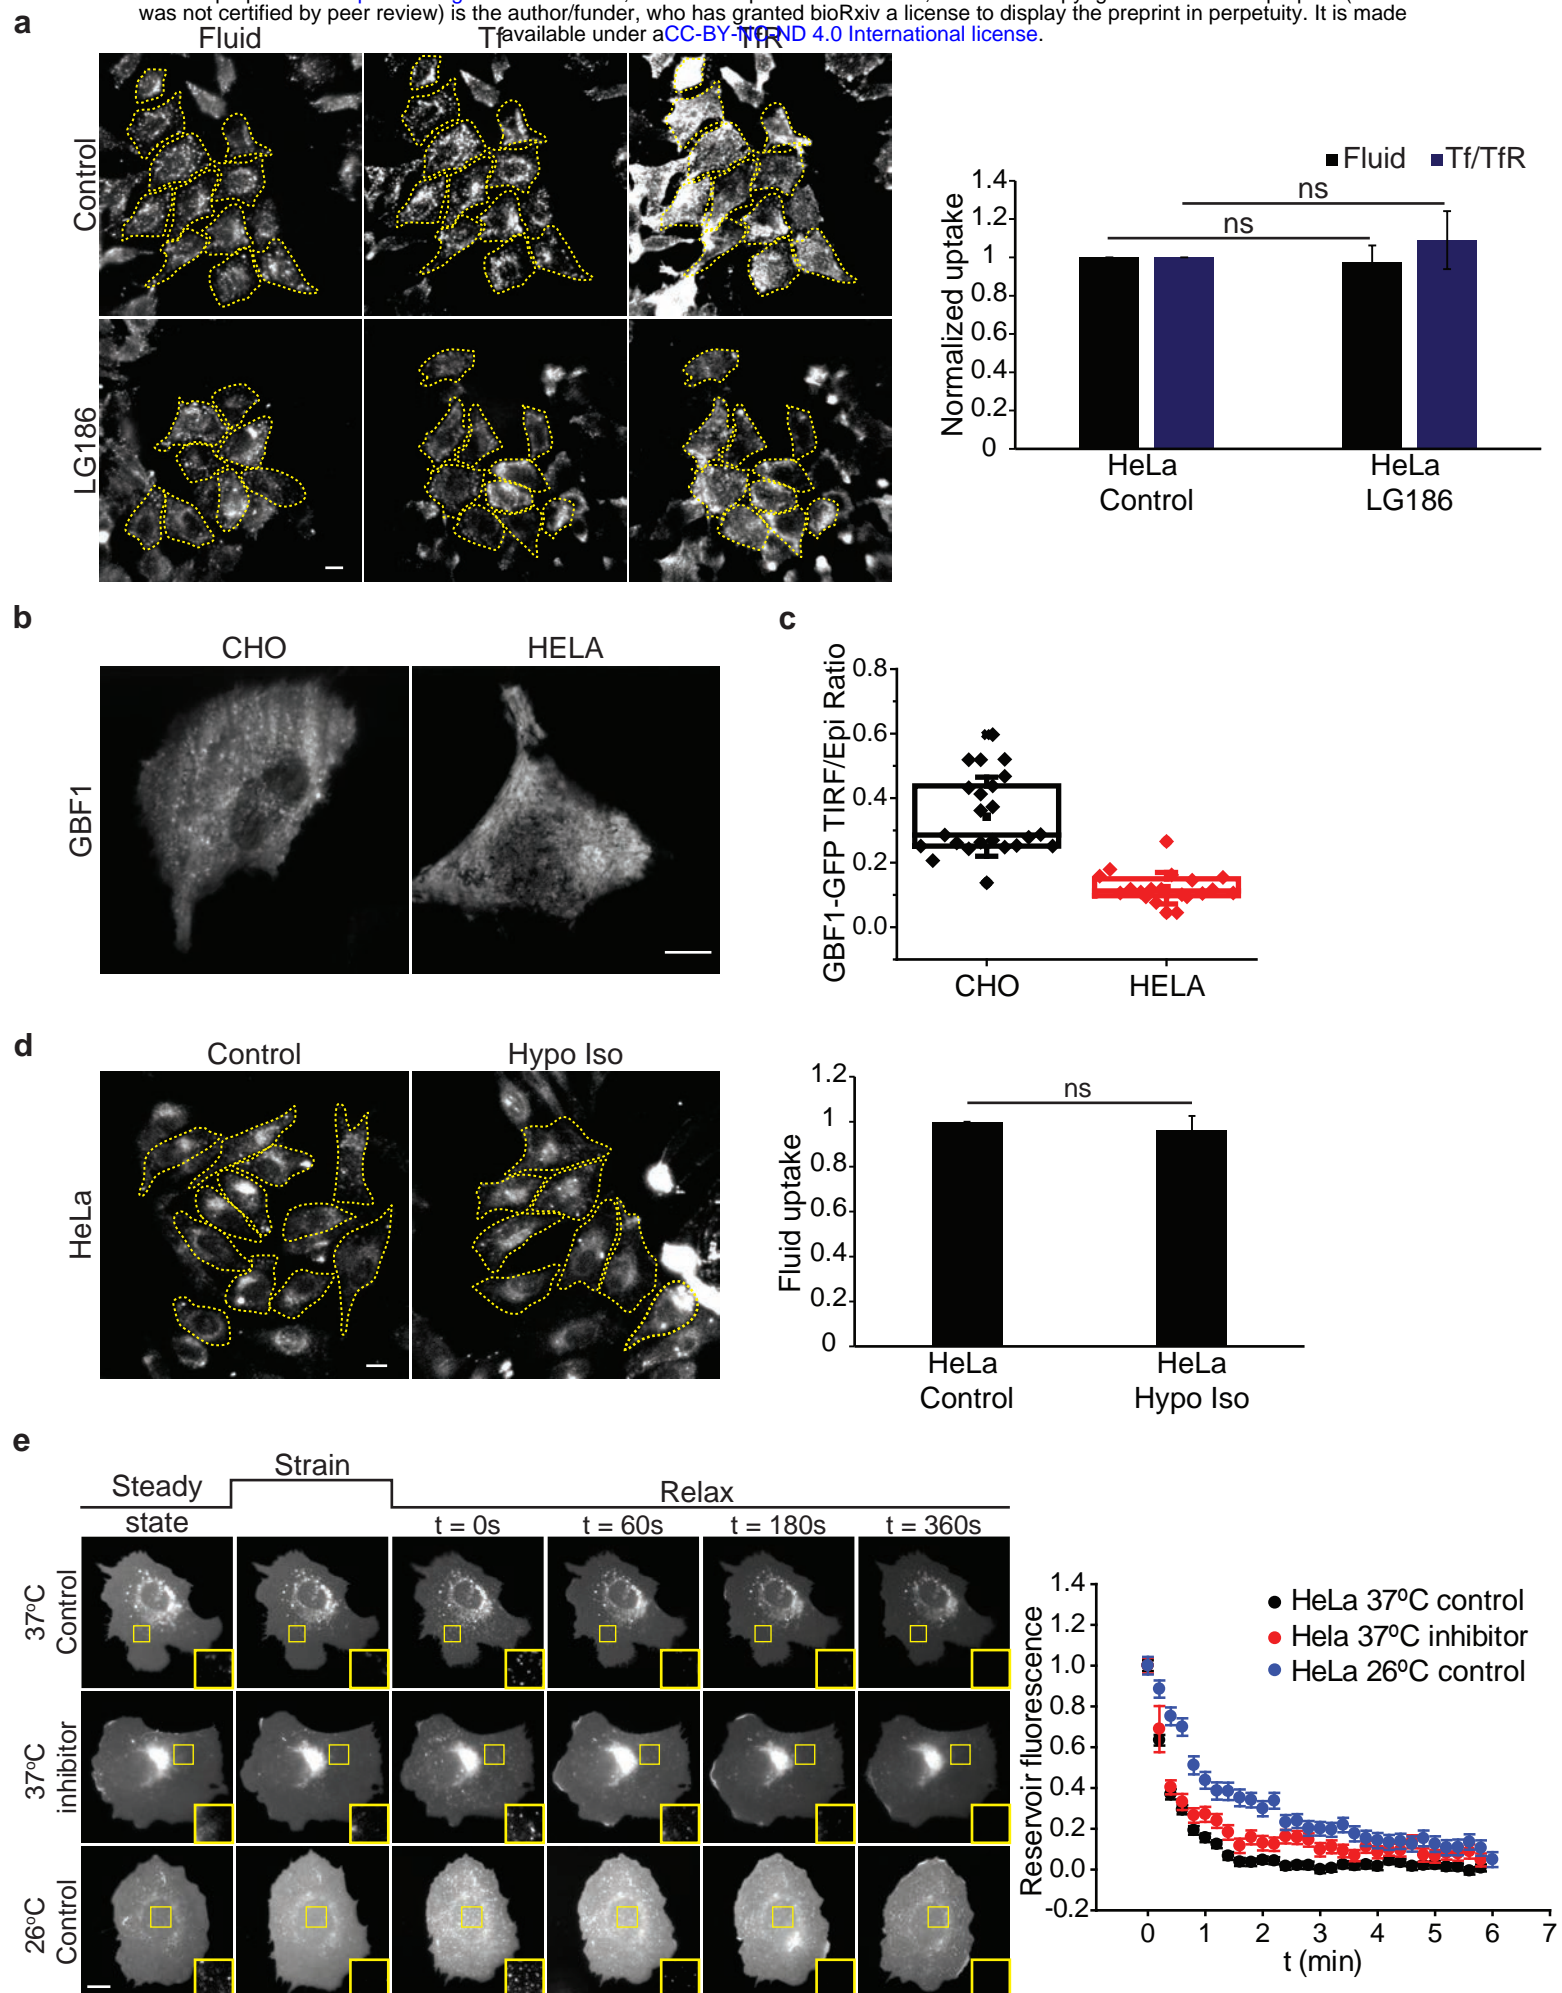 was not certified by peer review) is the author/funder, who has granted bioRxiv a license to display the preprint in perpetuity. It is made
available under aCC-BY-NC-ND 4.0 International license.
a
Fluid Tf TfR
Control
LG186
Fluid Tf/TfR
Normalized uptake
1.4
1.2
1
0.8
0.6
0.4
0.2
0
ns
ns
HeLa Control
HeLa LG186
b
CHO HELA
GBF1
c
GBF1-GFP TIRF/Epi Ratio
0.8
0.6
0.4
0.2
0.0
CHO HELA
d
Control Hypo Iso
HeLa
Fluid uptake
1.2
1
0.8
0.6
0.4
0.2
0
ns
HeLa Control
HeLa Hypo Iso
e
Steady state
Strain
Relax
t = 0s t = 60s t = 180s t = 360s
37ºC Control
37ºC inhibitor
26ºC Control
Reservoir fluorescence
1.4
1.2
1.0
0.8
0.6
0.4
0.2
0.0
-0.2
HeLa 37ºC control
Hela 37ºC inhibitor
HeLa 26ºC control
0 1 2 3 4 5 6 7
t (min)